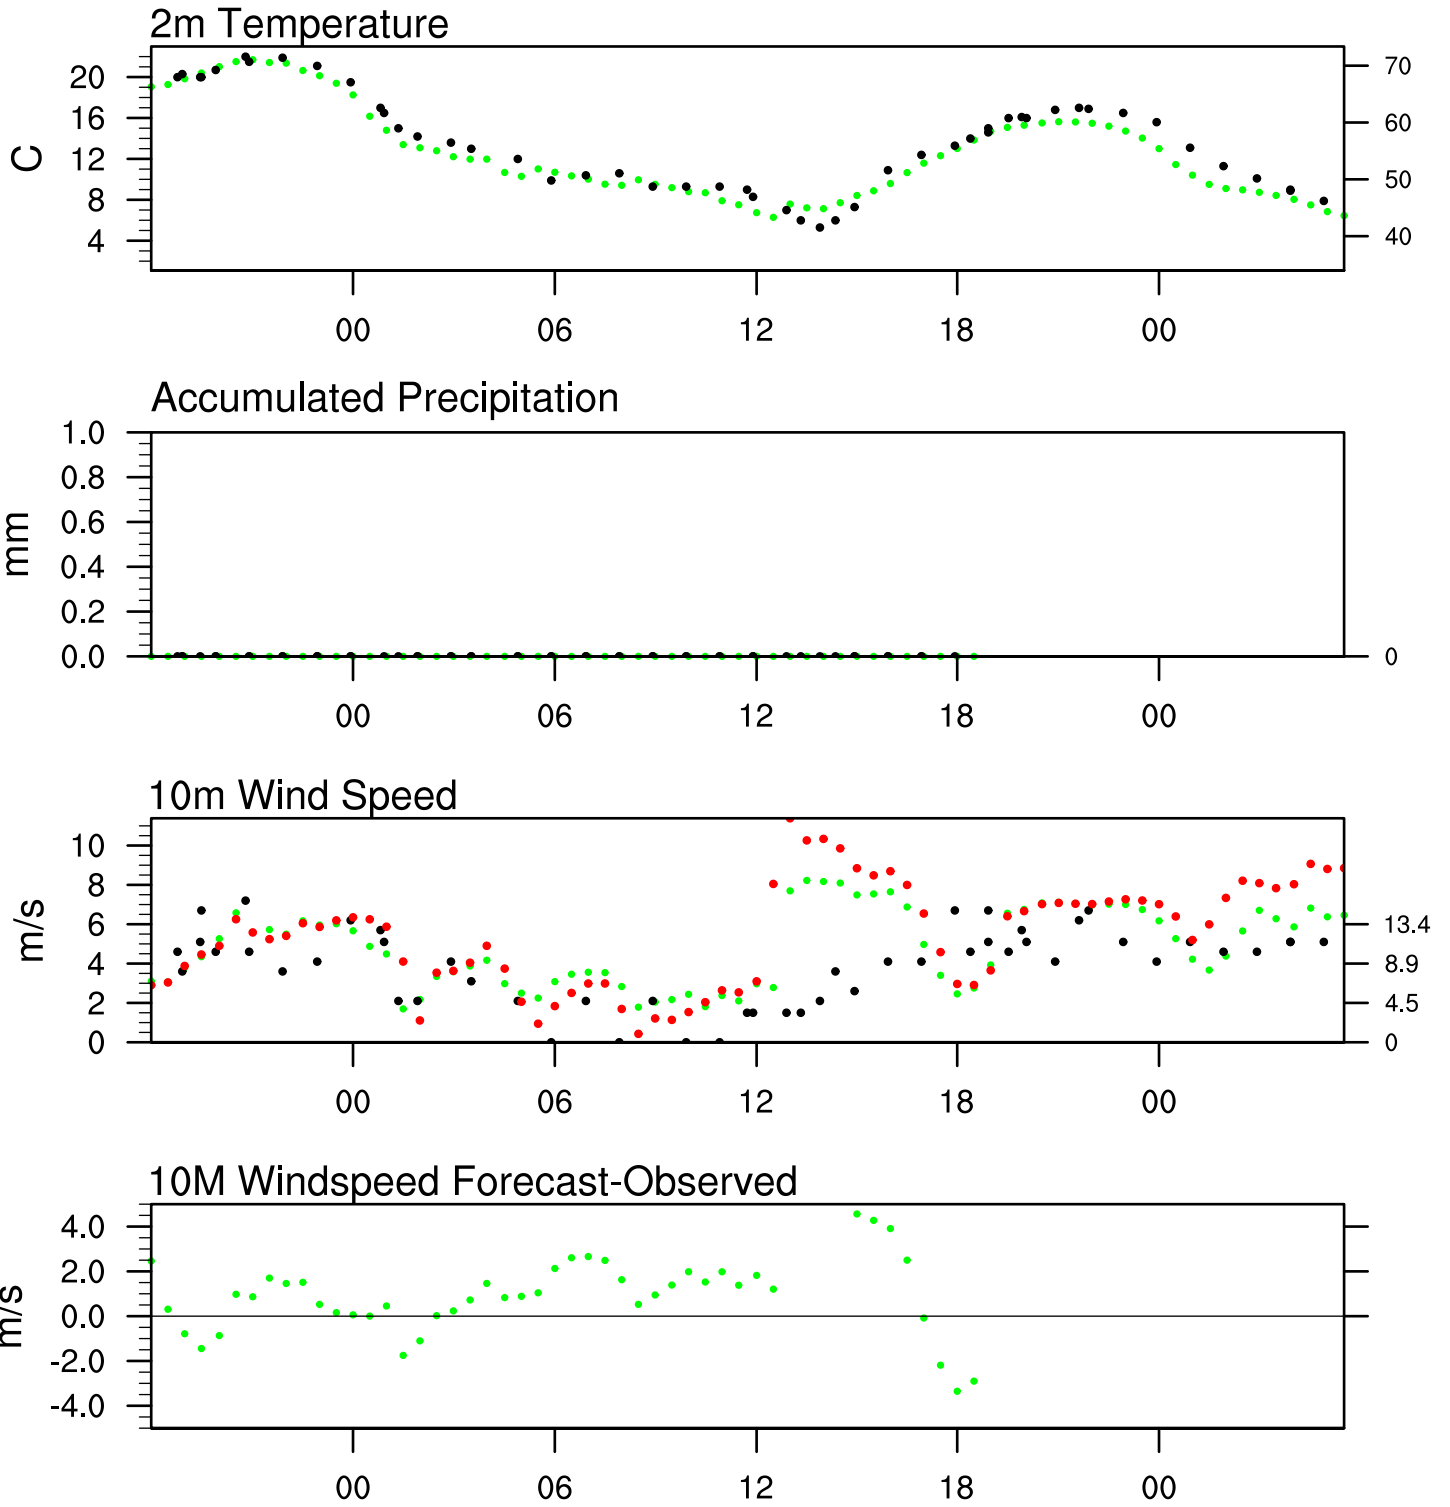 2m Temperature
20
16
12
8
4
C
70
60
50
40
00 06 12 18 00
Accumulated Precipitation
1.0
0.8
0.6
0.4
0.2
0.0
mm
0
00 06 12 18 00
10m Wind Speed
10
8
6
4
2
0
m/s
13.4
8.9
4.5
0
00 06 12 18 00
10M Windspeed Forecast-Observed
4.0
2.0
0.0
-2.0
-4.0
m/s
00 06 12 18 00